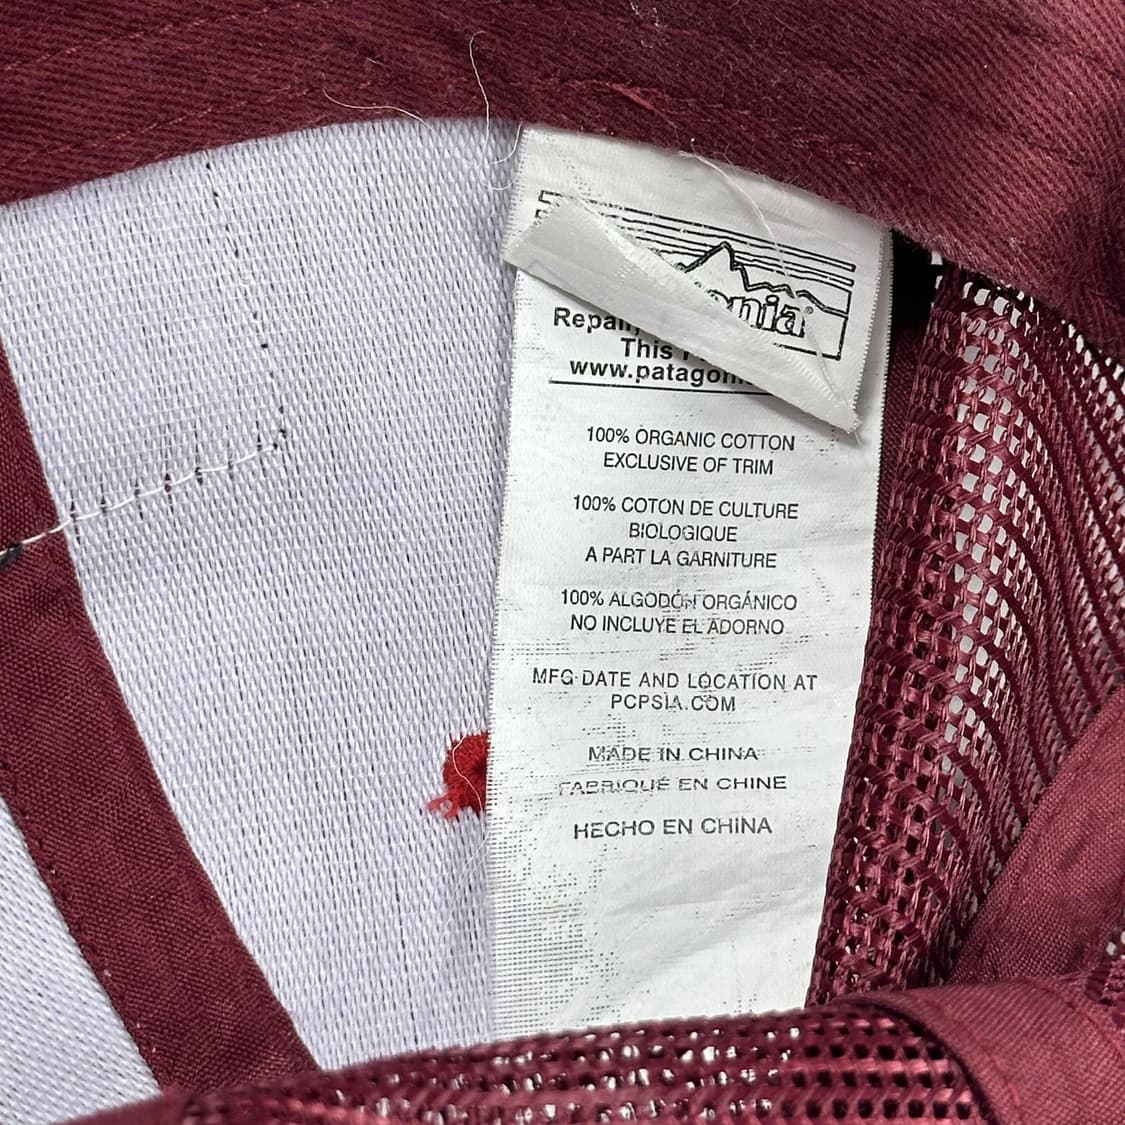 onia®
This
www.patagon
100% ORGANIC COTTON
EXCLUSIVE OF TRIM
100% COTON DE CULTURE
BIOLOGIQUE
A PART LA GARNITURE
100% ALGODÓN ORGÁNICO
NO INCLUYE EL ADORNO
MFG DATE AND LOCATION AT
PCPSIA.COM
MADE IN CHINA
FABRIQUÉ EN CHINE
HECHO EN CHINA